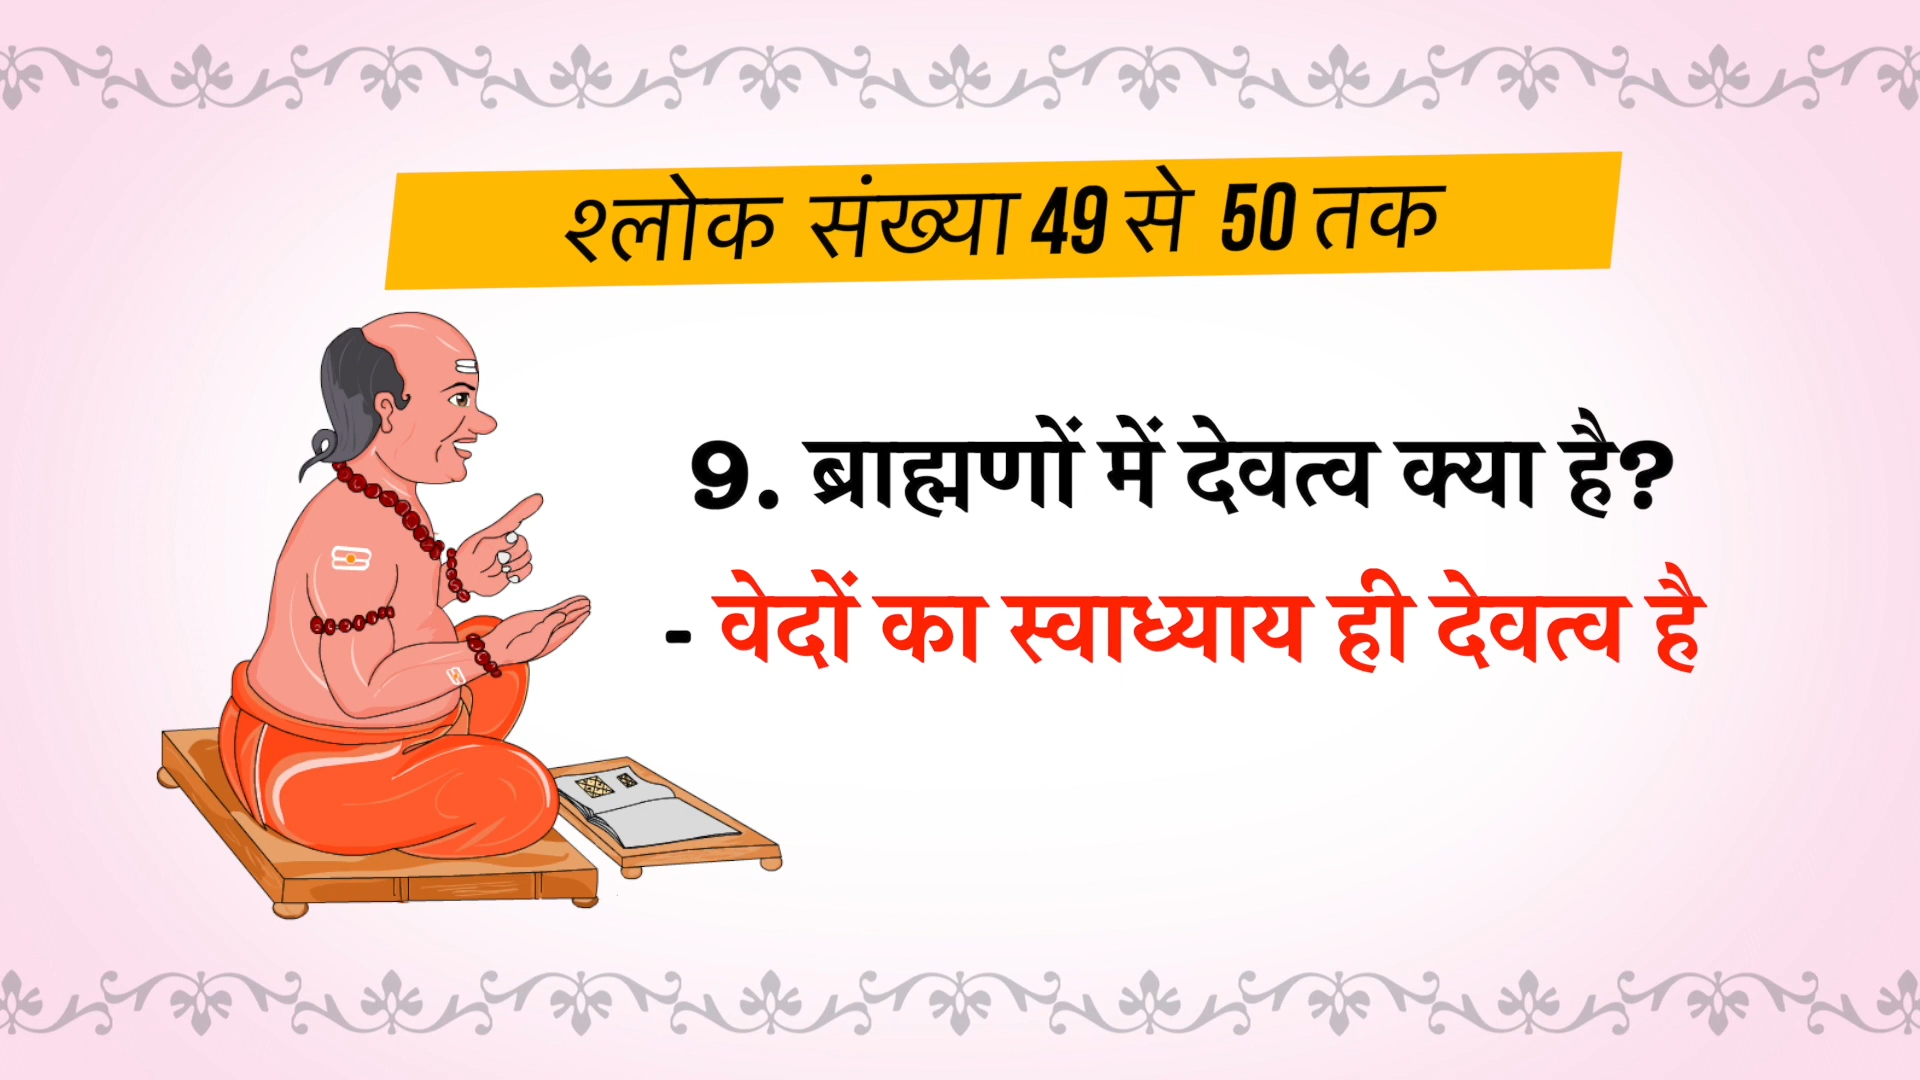 श्लोक संख्या 49 से 50 तक
9. ब्राह्मणों में देवत्व क्या है?
- वेदों का स्वाध्याय ही देवत्व है